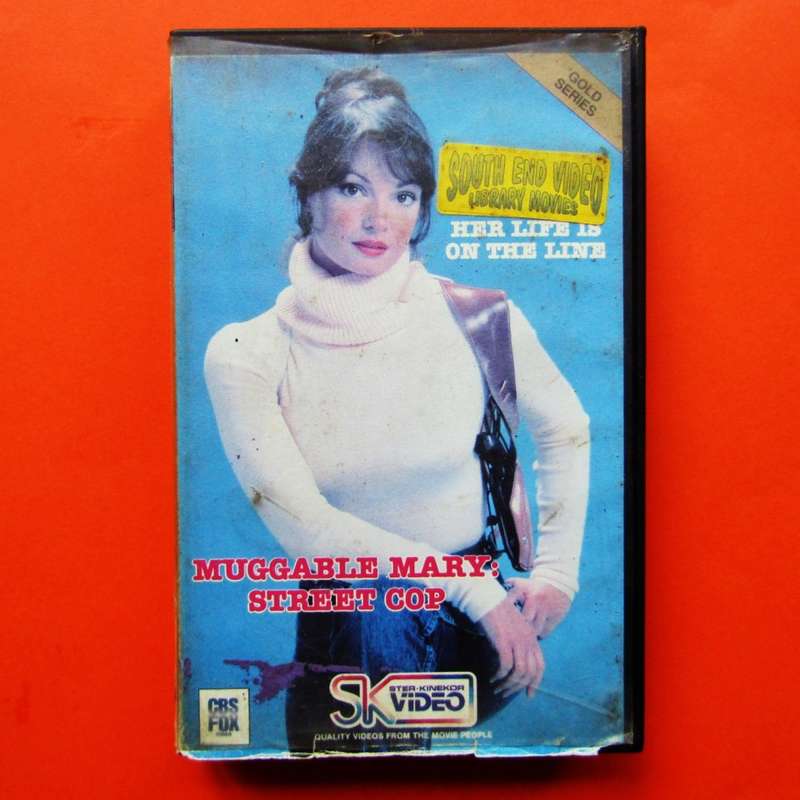 GOLD
SERIES
SOUTH END VIDEO
LIBRARY MOVIES
HER LIFE IS
ON THE LINE
MUGGABLE MARY:
STREET COP
SK
STER-KINEKOR
VIDEO
CBS
FOX
VIDEO
QUALITY VIDEOS FROM THE MOVIE PEOPLE